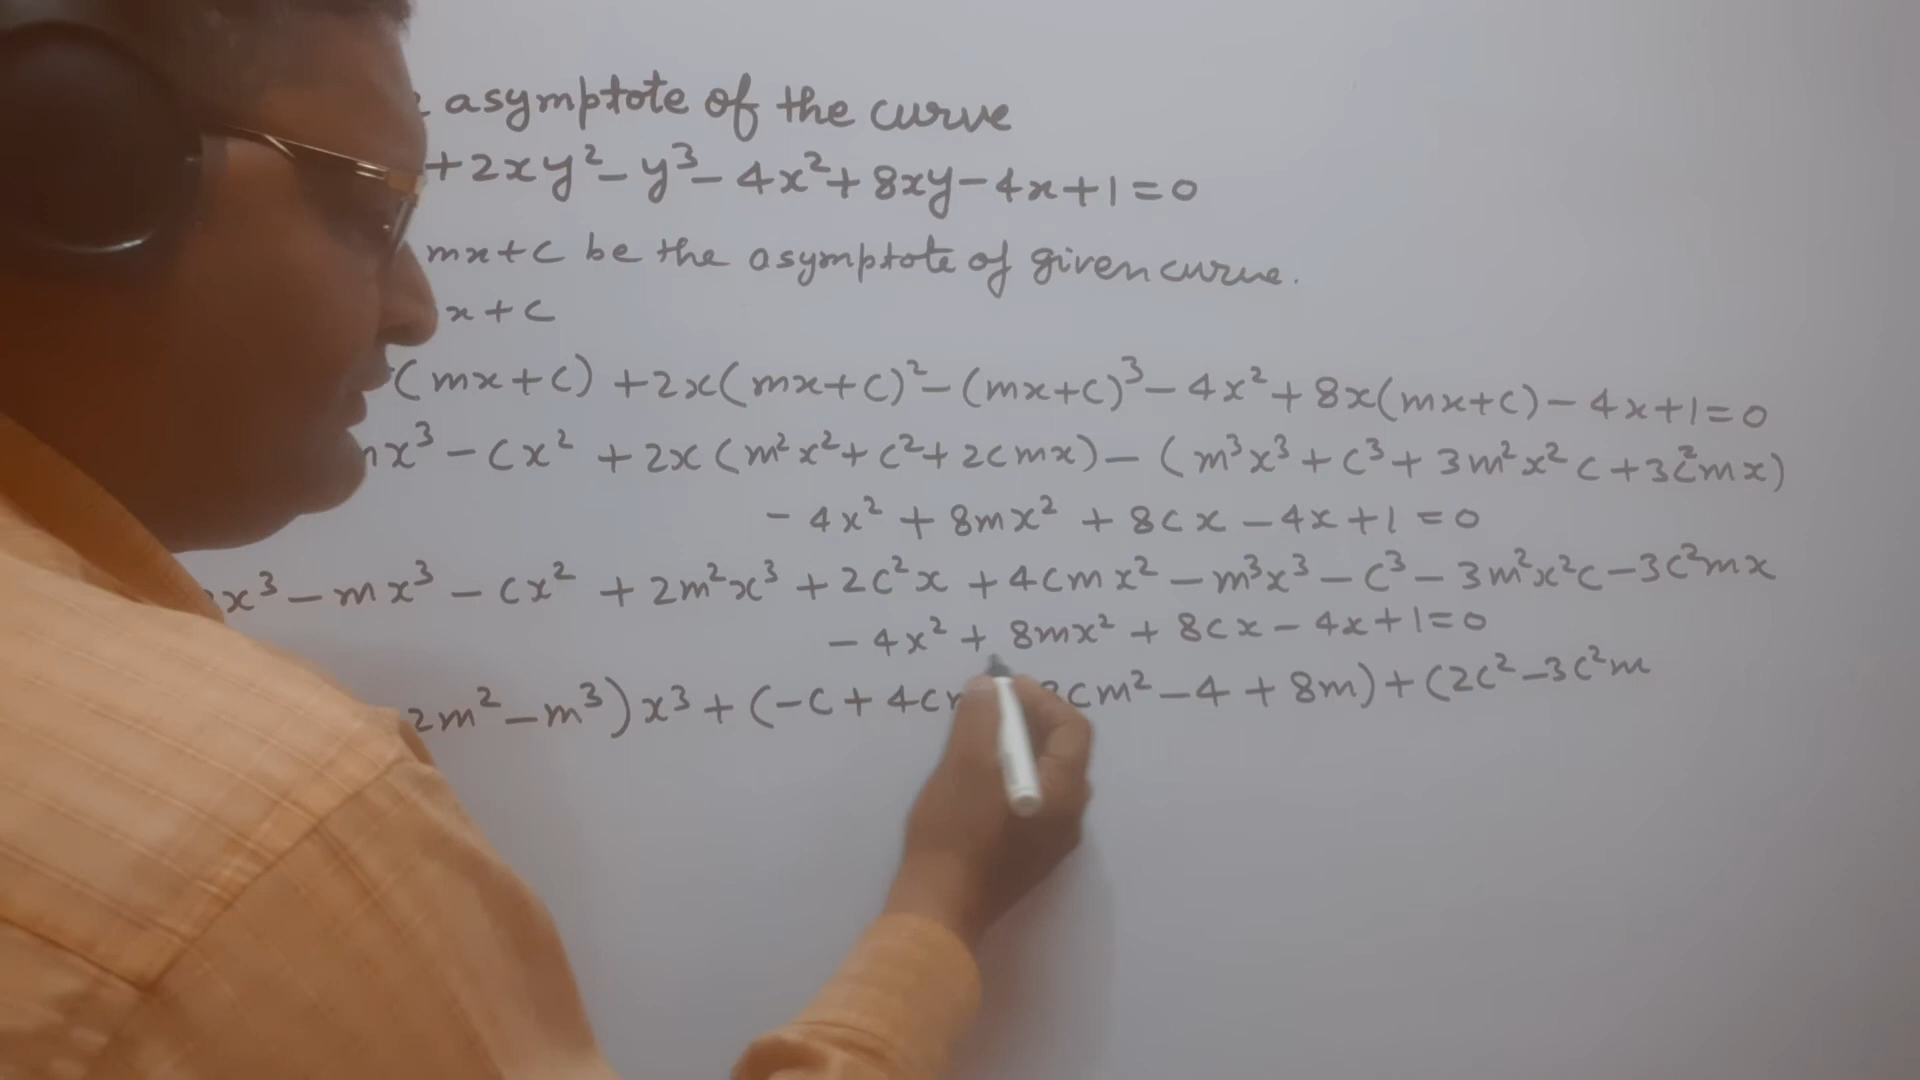 asymptote of the curve
+2xy²-y³-4x²+8xy-4x+1=0
mx+c be the asymptote of given curve.
x+c
(mx+c)+2x(mx+c)²-(mx+c)³-4x²+8x(mx+c)-4x+1=0
x³-cx²+2x(m²x²+c²+2cmx)-(m³x³+c³+3m²x²c+3c²mx)
-4x²+8mx²+8cx-4x+1=0
x³-mx³-cx²+2m²x³+2c²x+4cmx²-m³x³-c³-3m²x²c-3c²mx
-4x²+8mx²+8cx-4x+1=0
2m²-m³)x³+(-c+4c cm²-4+8m)+(2c²-3c²m